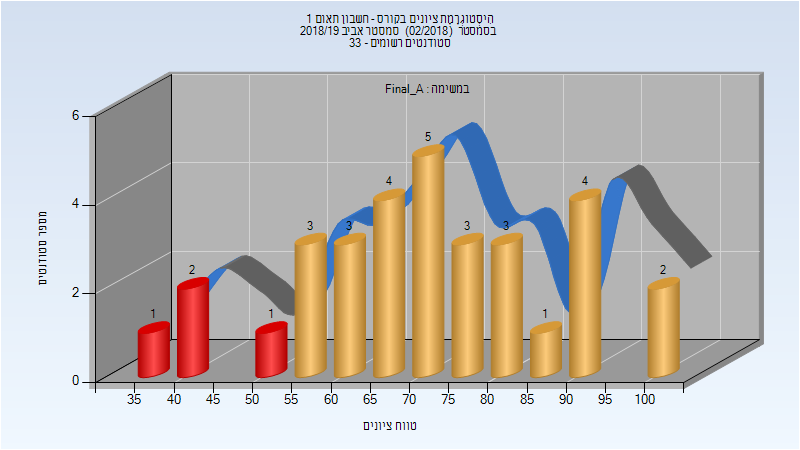 היסטוגרמת ציונים בקורס - חשבון תאום 1
בסמסטר (02/2018) סמסטר אביב 2018/19
סטודנטים רשומים - 33
במשימה : Final_A
מספר סטודנטים
6
4
2
0
1
2
1
3
3
4
5
3
3
1
4
2
35 40 45 50 55 60 65 70 75 80 85 90 95 100
טווח ציונים